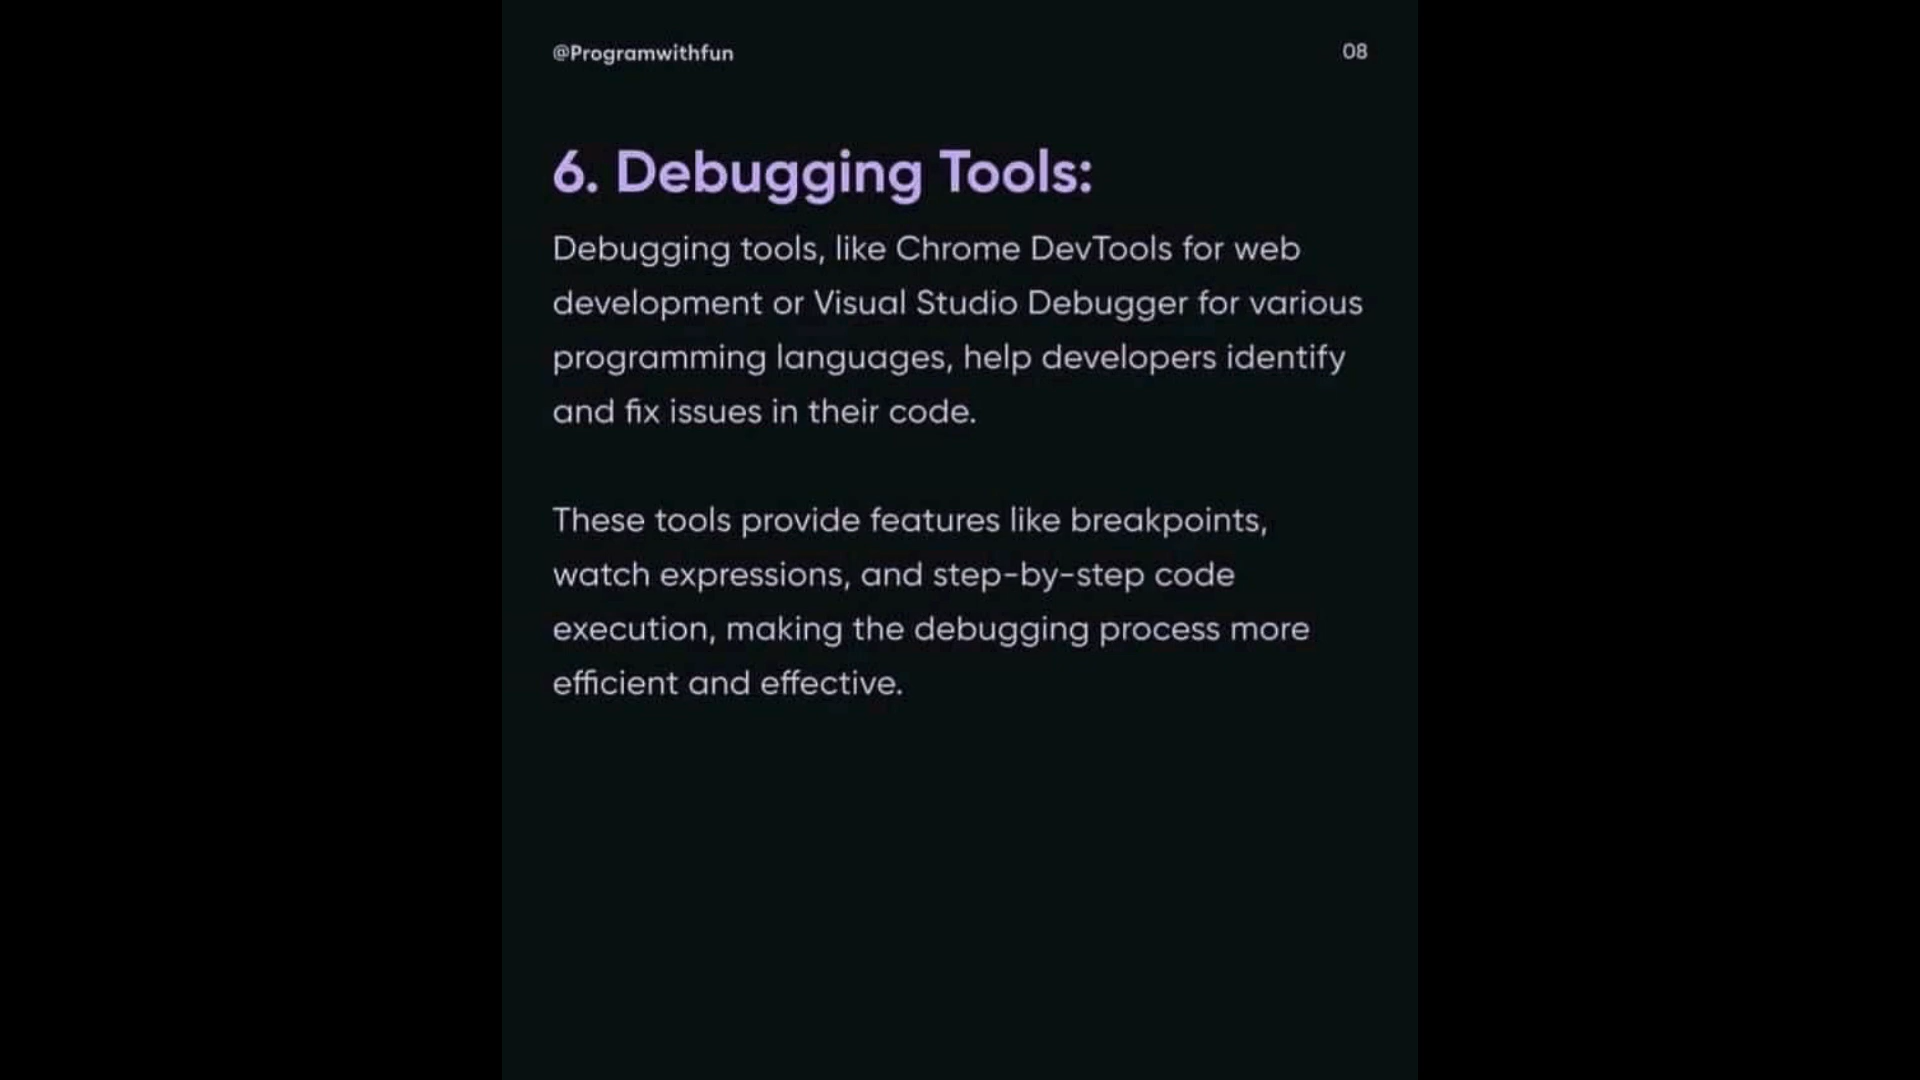 @Programwithfun
08
6. Debugging Tools:
Debugging tools, like Chrome DevTools for web
development or Visual Studio Debugger for various
programming languages, help developers identify
and fix issues in their code.
These tools provide features like breakpoints,
watch expressions, and step-by-step code
execution, making the debugging process more
efficient and effective.